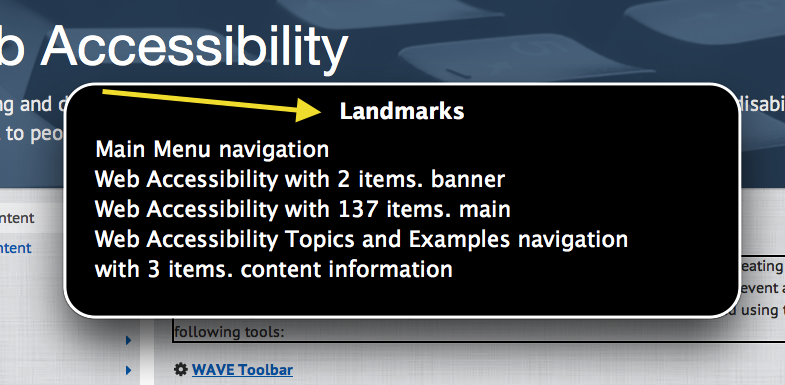 b Accessibility
ng and d
disabi
to peo
Landmarks
Main Menu navigation
Web Accessibility with 2 items. banner
Web Accessibility with 137 items. main
Web Accessibility Topics and Examples navigation
with 3 items. content information
ntent
ntent
eating
event a
using t
following tools:
WAVE Toolbar